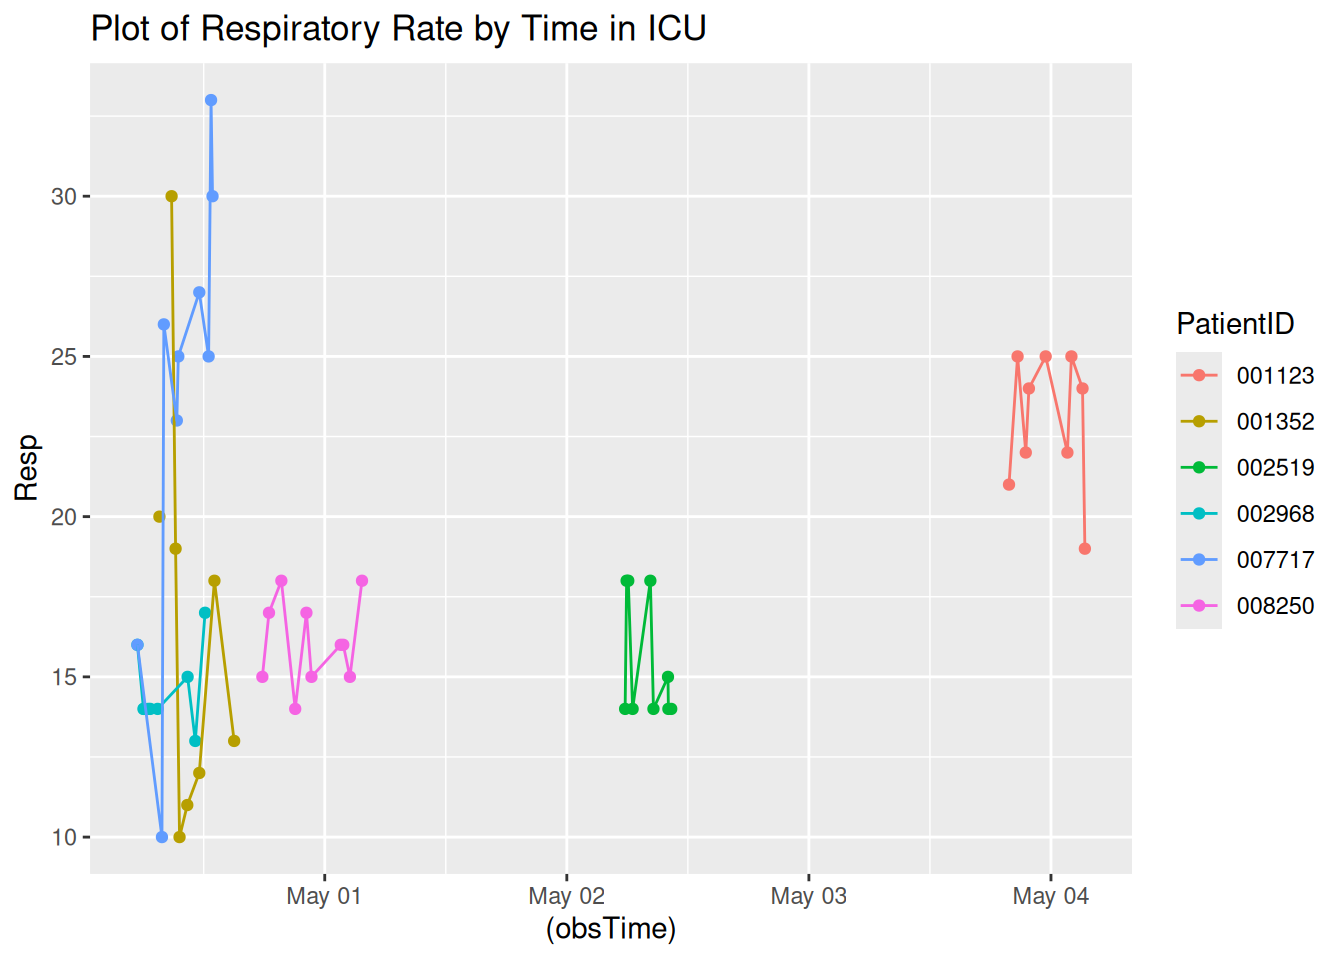 Plot of Respiratory Rate by Time in ICU
Resp
30
25
20
15
10
May 01
May 02
May 03
May 04
(obsTime)
PatientID
001123
001352
002519
002968
007717
008250